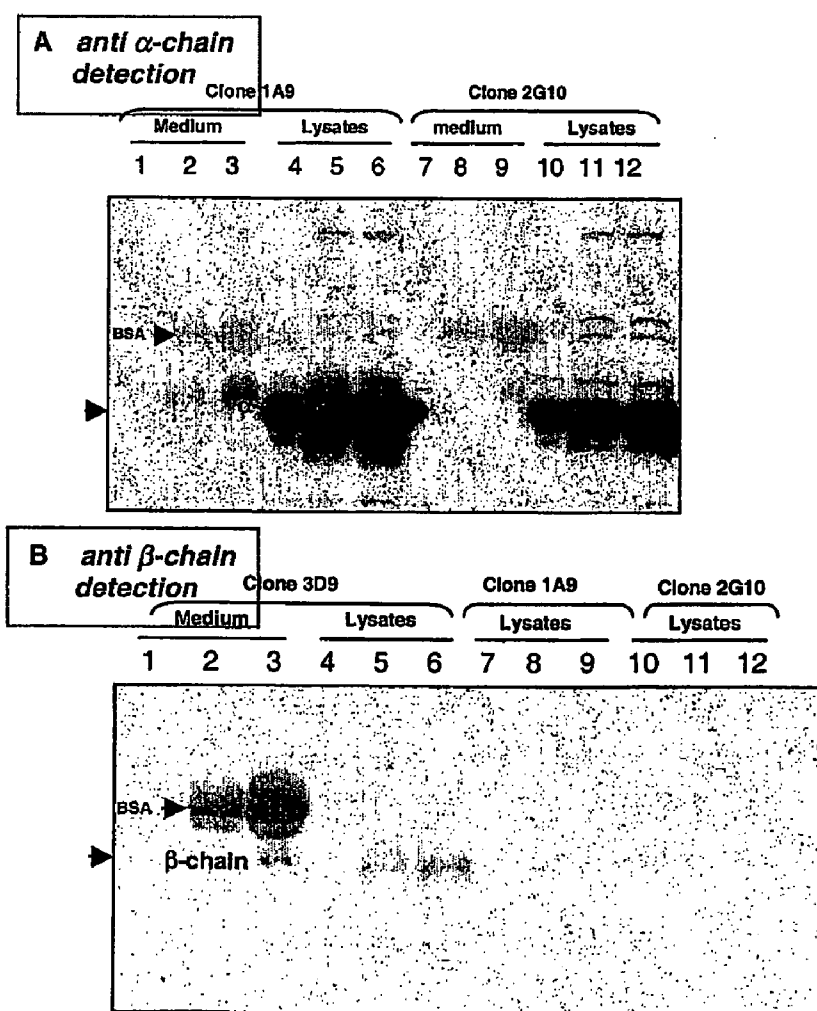 A anti α-chain
detection
Clone 1A9 Clone 2G10
Medium Lysates medium Lysates
1 2 3 4 5 6 7 8 9 10 11 12
BSA
B anti β-chain
detection
Clone 3D9 Clone 1A9 Clone 2G10
Medium Lysates Lysates Lysates
1 2 3 4 5 6 7 8 9 10 11 12
BSA
β-chain